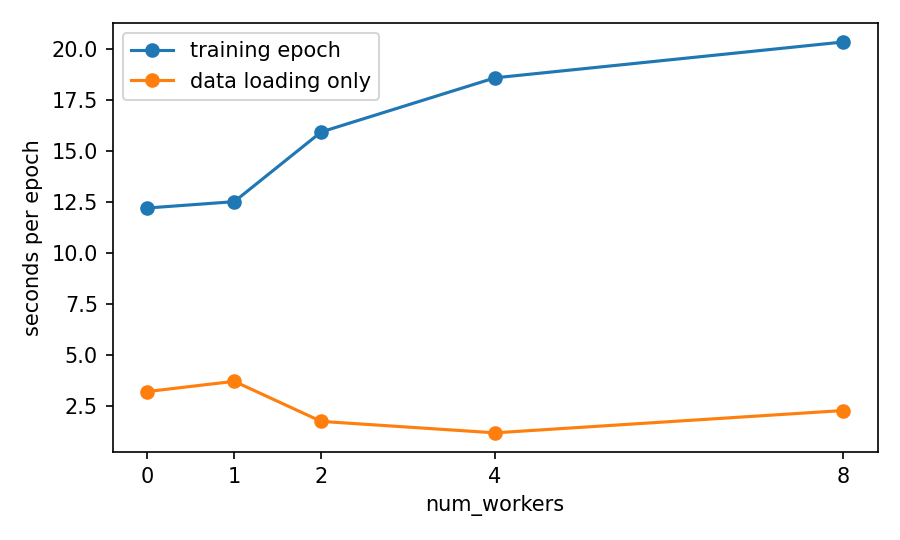 training epoch
data loading only
20.0
17.5
15.0
12.5
10.0
7.5
5.0
2.5
seconds per epoch
0 1 2 4 8
num_workers